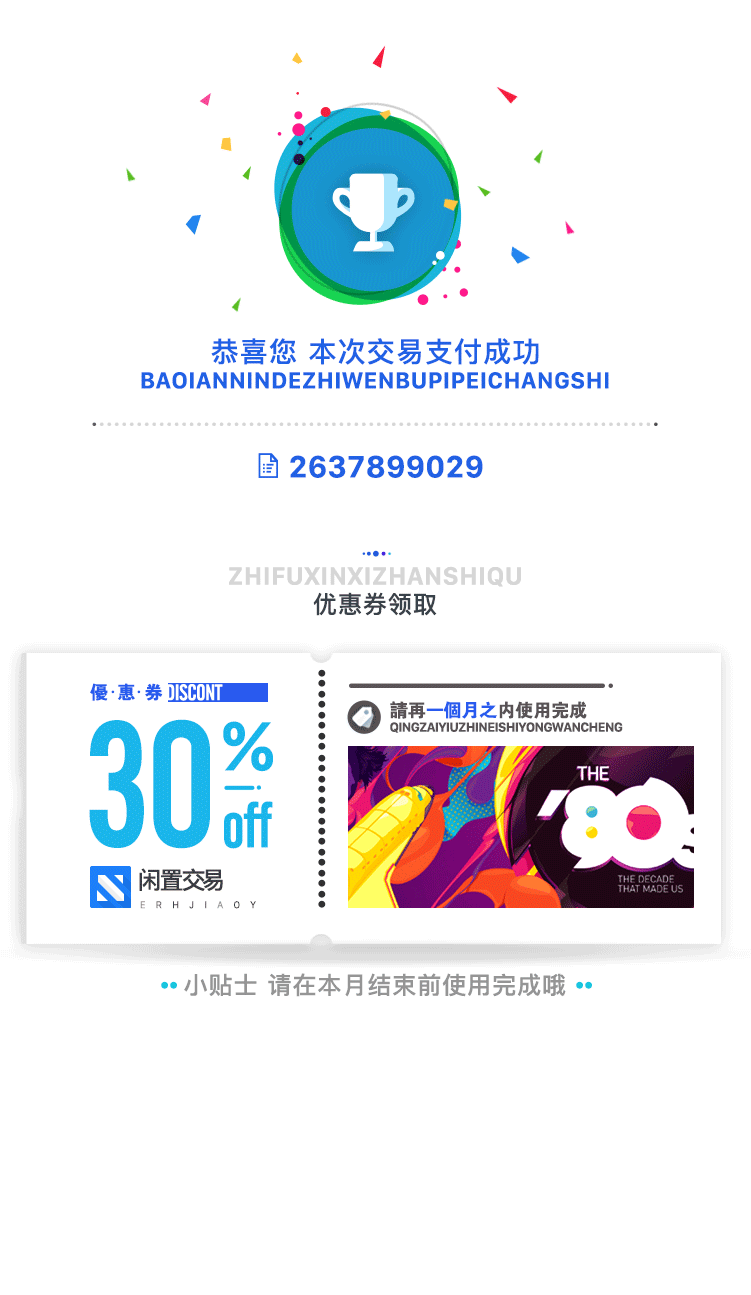 恭喜您 本次交易支付成功
BAOIANNINDEZHIWENBUPIPEICHANGSHI
2637899029
ZHIFUXINXIZHANSHIQU
优惠券领取
優·惠·券 DISCONT
30%
off
闲置交易
ERHJIAOY
請再一個月之内使用完成
QINGZAIYIUZHINEISHIYONGWANCHENG
THE
'80s
THE DECADE
THAT MADE US
小贴士 请在本月结束前使用完成哦